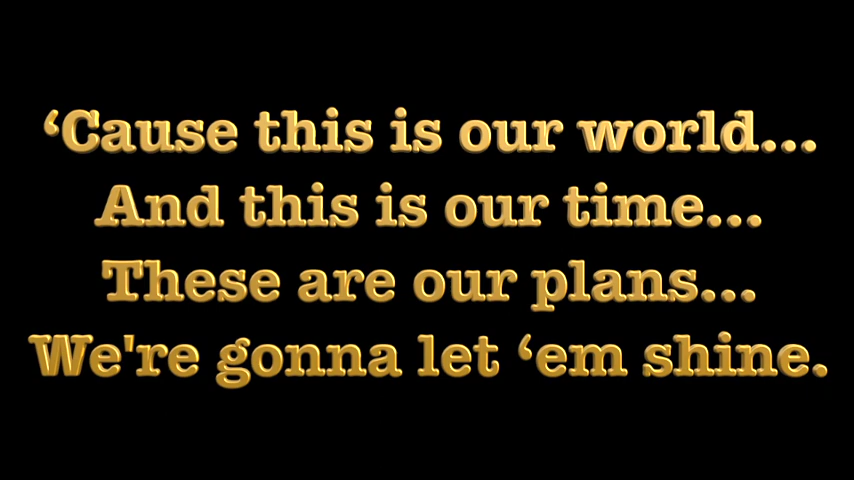 ‘Cause this is our world...
And this is our time...
These are our plans...
We're gonna let ‘em shine.